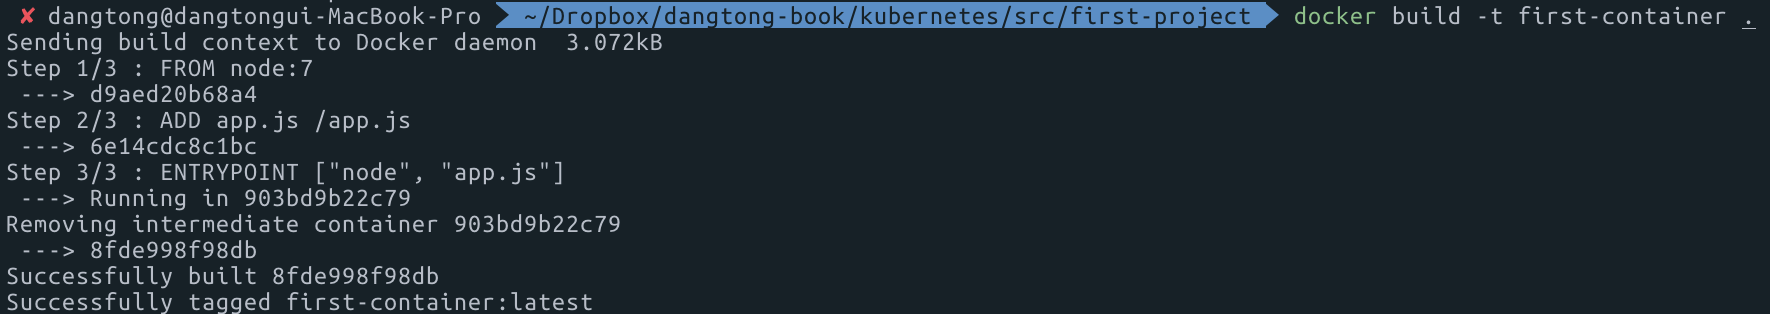 ✘ dangtong@dangtongui-MacBook-Pro ~/Dropbox/dangtong-book/kubernetes/src/first-project docker build -t first-container .
Sending build context to Docker daemon  3.072kB
Step 1/3 : FROM node:7
 ---> d9aed20b68a4
Step 2/3 : ADD app.js /app.js
 ---> 6e14cdc8c1bc
Step 3/3 : ENTRYPOINT ["node", "app.js"]
 ---> Running in 903bd9b22c79
Removing intermediate container 903bd9b22c79
 ---> 8fde998f98db
Successfully built 8fde998f98db
Successfully tagged first-container:latest